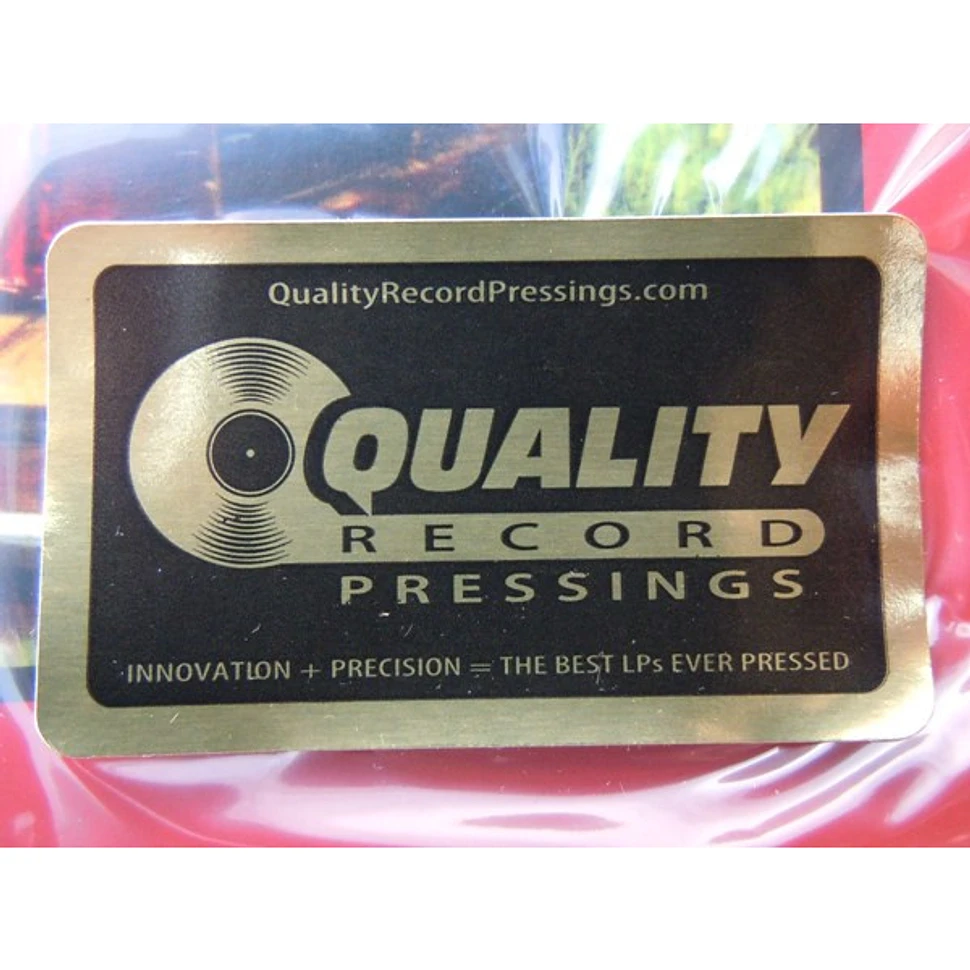 QualityRecordPressings.com
QUALITY
RECORD
PRESSINGS
INNOVATION + PRECISION = THE BEST LPs EVER PRESSED